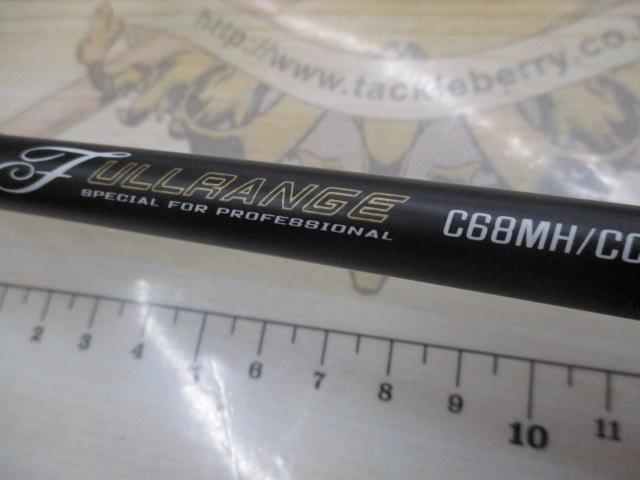 http://www.tackleberry.co.
FULLRANGE
SPECIAL FOR PROFESSIONAL
C68MH/CC
2 3 4 5 6 7 8 9 10 11